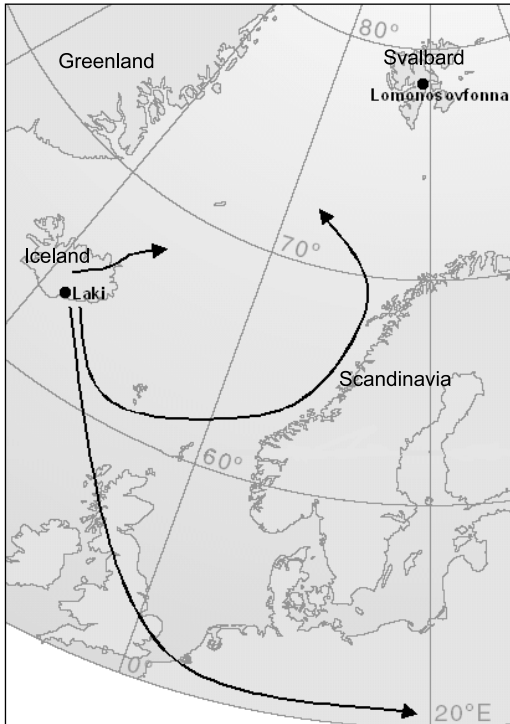 80°
Greenland
Svalbard
Lomonosovfonna
70°
Iceland
Laki
Scandinavia
60°
0°
20°E